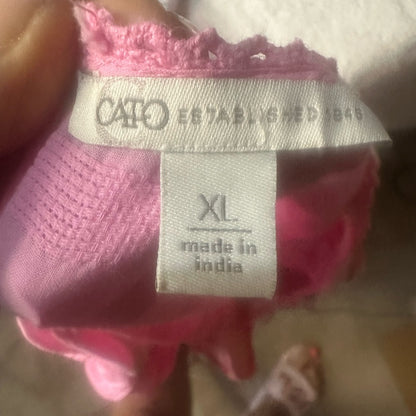 CATO ESTABLISHED 1946
XL
made in
india